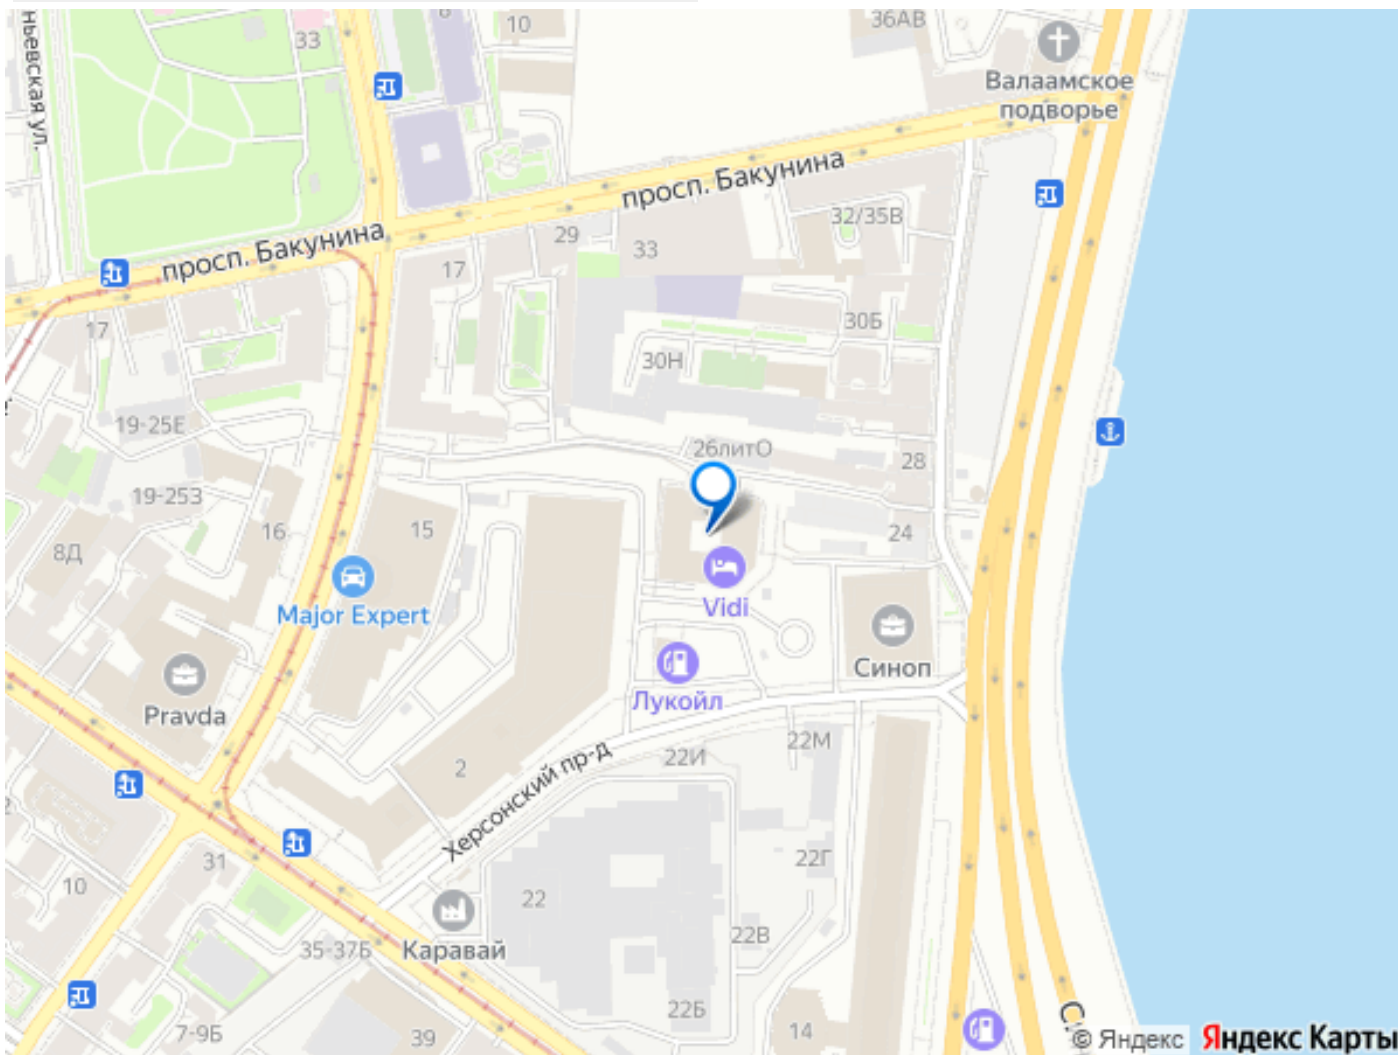 36АВ
10
33
Валаамское
подворье
ньевская ул.
просп. Бакунина
32/35В
29
33
просп. Бакунина
17
17
30Б
30Н
19-25Е
26литО
28
19-25З
15
16
24
8Д
Vidi
Major Expert
Синоп
Лукойл
Pravda
22М
22И
2
Херсонский пр-д
31
22Г
10
22
22В
35-37Б
Каравай
22Б
7-9Б
39
14
© Яндекс
Яндекс Карты